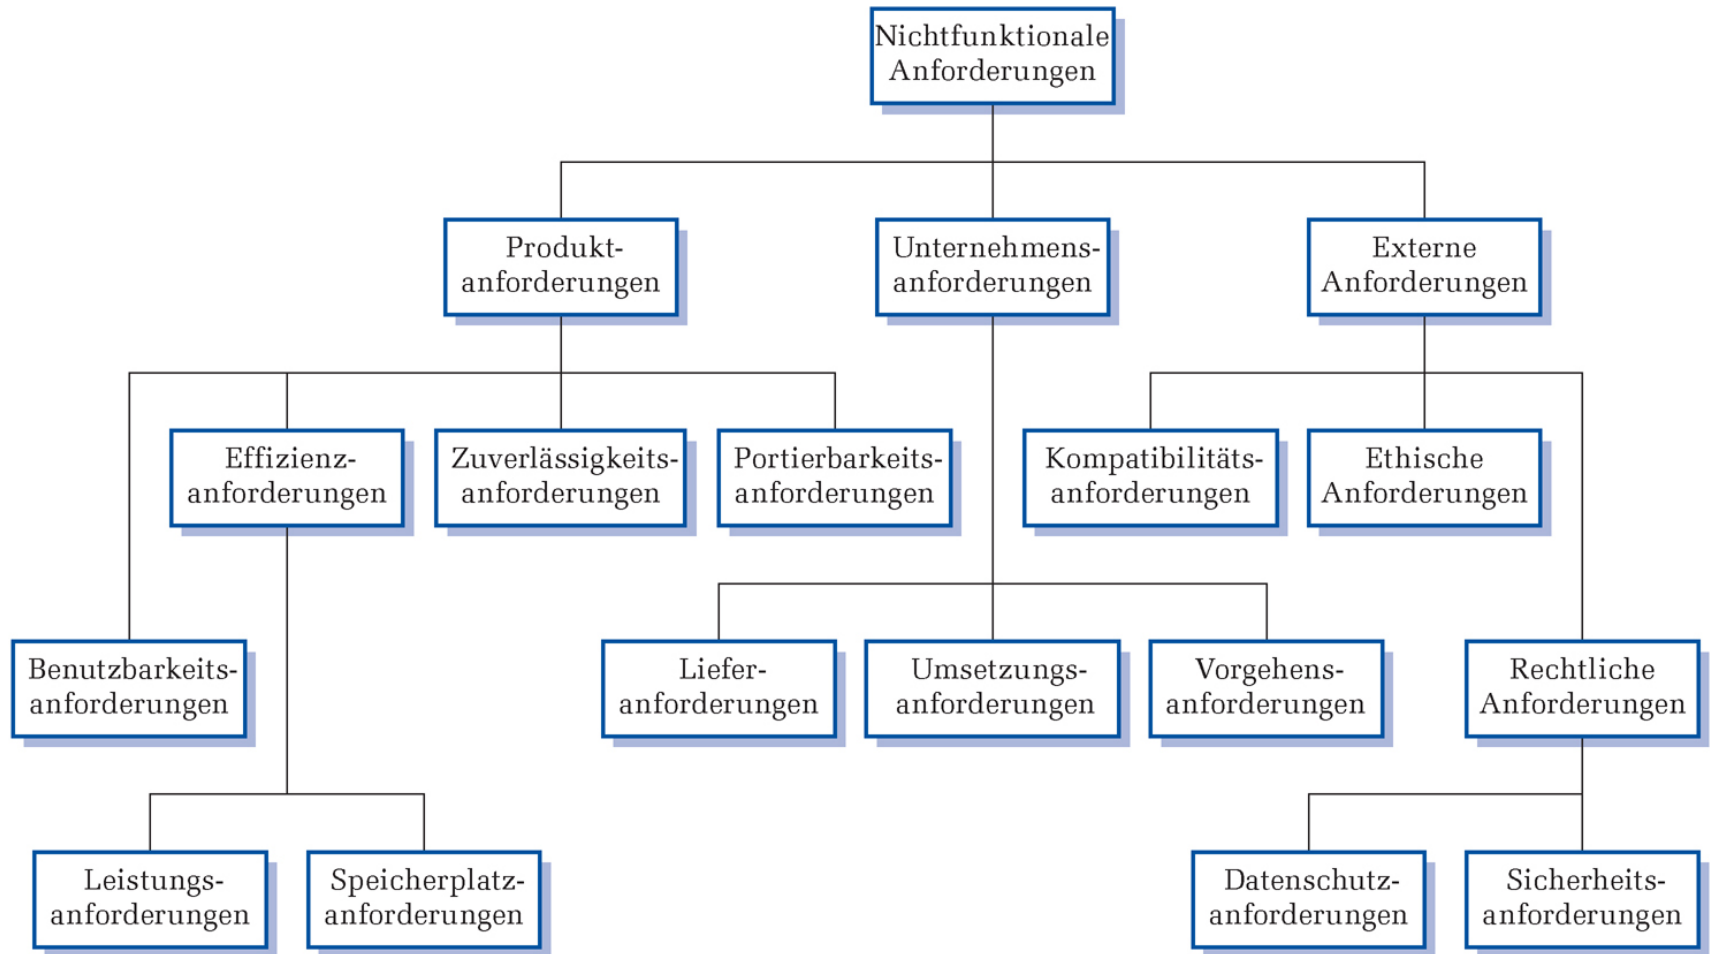 Nichtfunktionale
Anforderungen
Produkt-
anforderungen
Unternehmens-
anforderungen
Externe
Anforderungen
Effizienz-
anforderungen
Zuverlässigkeits-
anforderungen
Portierbarkeits-
anforderungen
Kompatibilitäts-
anforderungen
Ethische
Anforderungen
Benutzbarkeits-
anforderungen
Liefer-
anforderungen
Umsetzungs-
anforderungen
Vorgehens-
anforderungen
Rechtliche
Anforderungen
Leistungs-
anforderungen
Speicherplatz-
anforderungen
Datenschutz-
anforderungen
Sicherheits-
anforderungen